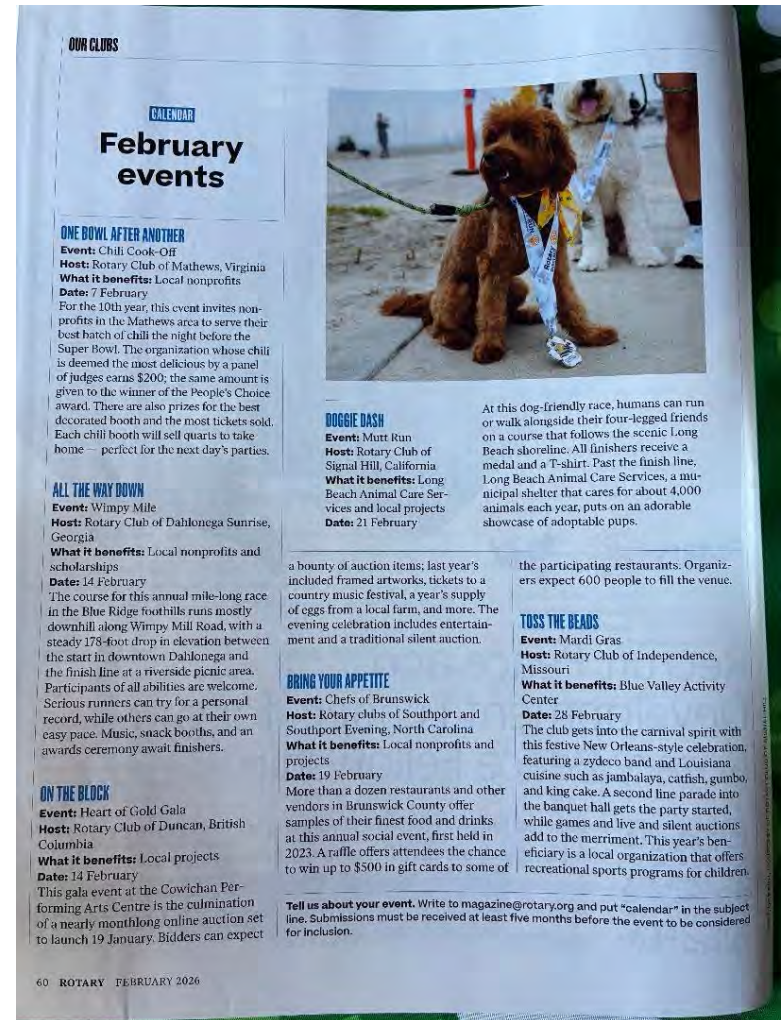 OUR CLUBS
CALENDAR
February
events
ONE BOWL AFTER ANOTHER
Event: Chili Cook-Off
Host: Rotary Club of Mathews, Virginia
What it benefits: Local nonprofits
Date: 7 February
For the 10th year, this event invites non-
profits in the Mathews area to serve their
best batch of chili the night before the
Super Bowl. The organization whose chili
is deemed the most delicious by a panel
of judges earns $200; the same amount is
given to the winner of the People's Choice
award. There are also prizes for the best
decorated booth and the most tickets sold.
Each chili booth will sell quarts to take
home — perfect for the next day's parties.
ALL THE WAY DOWN
Event: Wimpy Mile
Host: Rotary Club of Dahlonega Sunrise,
Georgia
What it benefits: Local nonprofits and
scholarships
Date: 14 February
The course for this annual mile-long race
in the Blue Ridge foothills runs mostly
downhill along Wimpy Mill Road, with a
steady 178-foot drop in elevation between
the start in downtown Dahlonega and
the finish line at a riverside picnic area.
Participants of all abilities are welcome.
Serious runners can try for a personal
record, while others can go at their own
easy pace. Music, snack booths, and an
awards ceremony await finishers.
ON THE BLOCK
Event: Heart of Gold Gala
Host: Rotary Club of Duncan, British
Columbia
What it benefits: Local projects
Date: 14 February
This gala event at the Cowichan Per-
forming Arts Centre is the culmination
of a nearly monthlong online auction set
to launch 19 January. Bidders can expect
a bounty of auction items; last year's
included framed artworks, tickets to a
country music festival, a year's supply
of eggs from a local farm, and more. The
evening celebration includes entertain-
ment and a traditional silent auction.
DOGGIE DASH
Event: Mutt Run
Host: Rotary Club of
Signal Hill, California
What it benefits: Long
Beach Animal Care Ser-
vices and local projects
Date: 21 February
At this dog-friendly race, humans can run
or walk alongside their four-legged friends
on a course that follows the scenic Long
Beach shoreline. All finishers receive a
medal and a T-shirt. Past the finish line,
Long Beach Animal Care Services, a mu-
nicipal shelter that cares for about 4,000
animals each year, puts on an adorable
showcase of adoptable pups.
BRING YOUR APPETITE
Event: Chefs of Brunswick
Host: Rotary clubs of Southport and
Southport Evening, North Carolina
What it benefits: Local nonprofits and
projects
Date: 19 February
More than a dozen restaurants and other
vendors in Brunswick County offer
samples of their finest food and drinks
at this annual social event, first held in
2023. A raffle offers attendees the chance
to win up to $500 in gift cards to some of
the participating restaurants. Organiz-
ers expect 600 people to fill the venue.
TOSS THE BEADS
Event: Mardi Gras
Host: Rotary Club of Independence,
Missouri
What it benefits: Blue Valley Activity
Center
Date: 28 February
The club gets into the carnival spirit with
this festive New Orleans-style celebration,
featuring a zydeco band and Louisiana
cuisine such as jambalaya, catfish, gumbo,
and king cake. A second line parade into
the banquet hall gets the party started,
while games and live and silent auctions
add to the merriment. This year's ben-
eficiary is a local organization that offers
recreational sports programs for children.
Tell us about your event. Write to magazine@rotary.org and put "calendar" in the subject
line. Submissions must be received at least five months before the event to be considered
for inclusion.
60 ROTARY FEBRUARY 2026
Rotary